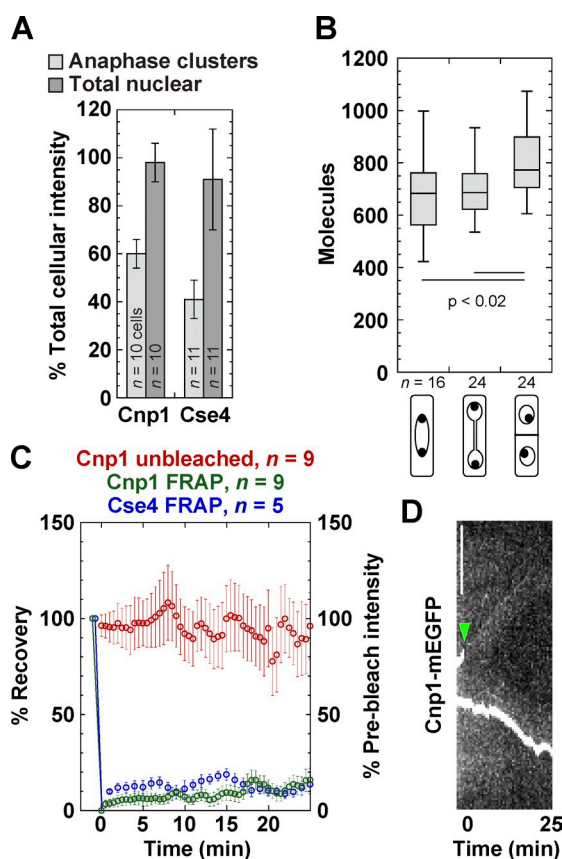 A
Anaphase clusters
Total nuclear
% Total cellular intensity
120
100
80
60
40
20
0
n = 10 cells
n = 10
n = 11
n = 11
Cnp1
Cse4
B
Molecules
1200
1000
800
600
400
200
0
p < 0.02
n = 16
24
24
C
Cnp1 unbleached, n = 9
Cnp1 FRAP, n = 9
Cse4 FRAP, n = 5
% Recovery
150
100
50
0
% Pre-bleach intensity
150
100
50
0
0
5
10
15
20
Time (min)
D
Cnp1-mEGFP
0
25
Time (min)